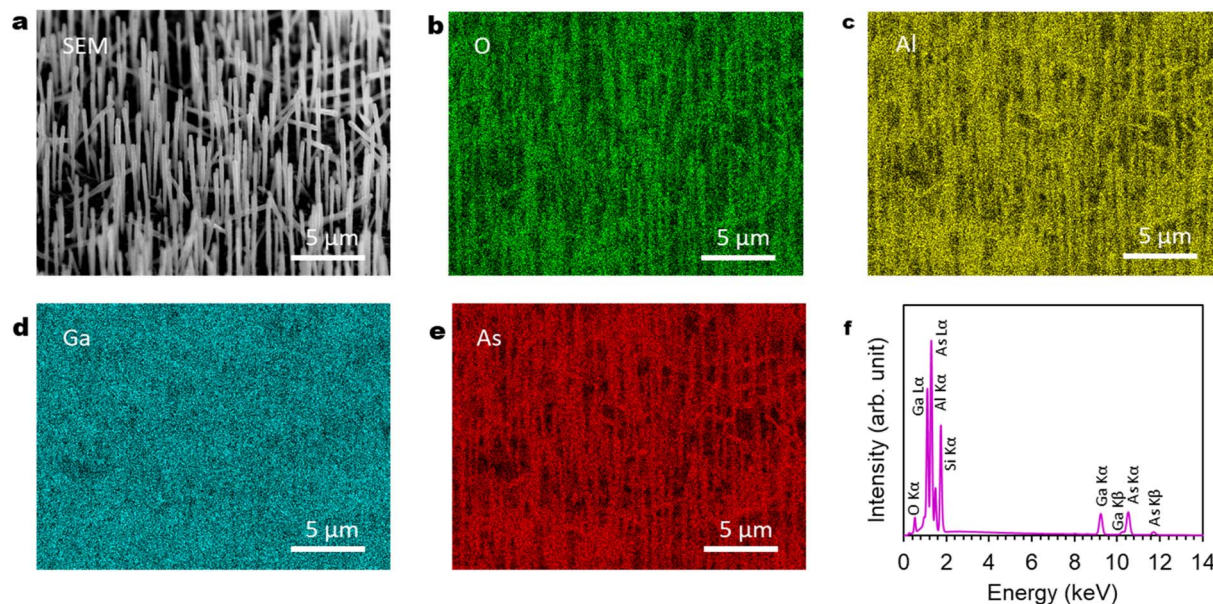 a
SEM
5 µm
b
O
5 µm
c
Al
5 µm
d
Ga
5 µm
e
As
5 µm
f
Intensity (arb. unit)
O Kα
Ga Lα
As Lα
Al Kα
Si Kα
Ga Kα
Ga Kβ
As Kα
As Kβ
0 2 4 6 8 10 12 14
Energy (keV)